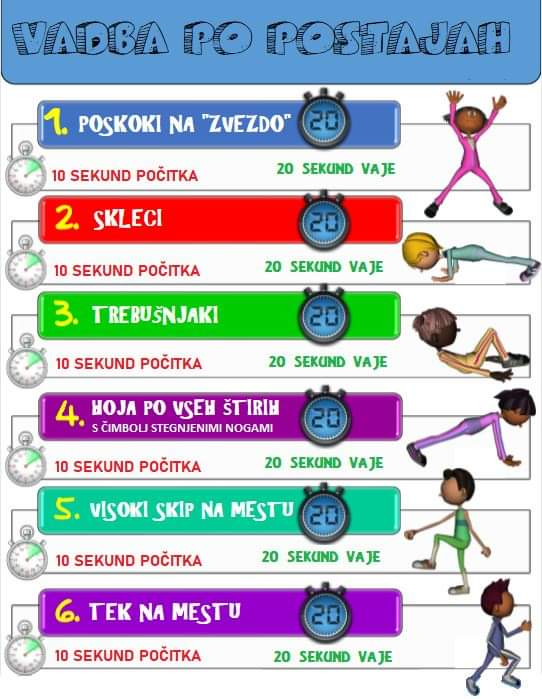 VADBA PO POSTAJAH
1. POSKOKI NA "ZVEZDO" 20
10 SEKUND POČITKA 20 SEKUND VAJE
2. SKLECI 20
10 SEKUND POČITKA 20 SEKUND VAJE
3. TREBUŠNJAKI 20
10 SEKUND POČITKA 20 SEKUND VAJE
4. HOJA PO VSEH ŠTIRIH 20
S ČIMBOLJ STEGNJENIMI NOGAMI
10 SEKUND POČITKA 20 SEKUND VAJE
5. VISOKI SKIP NA MESTU 20
10 SEKUND POČITKA 20 SEKUND VAJE
6. TEK NA MESTU 20
10 SEKUND POČITKA 20 SEKUND VAJE